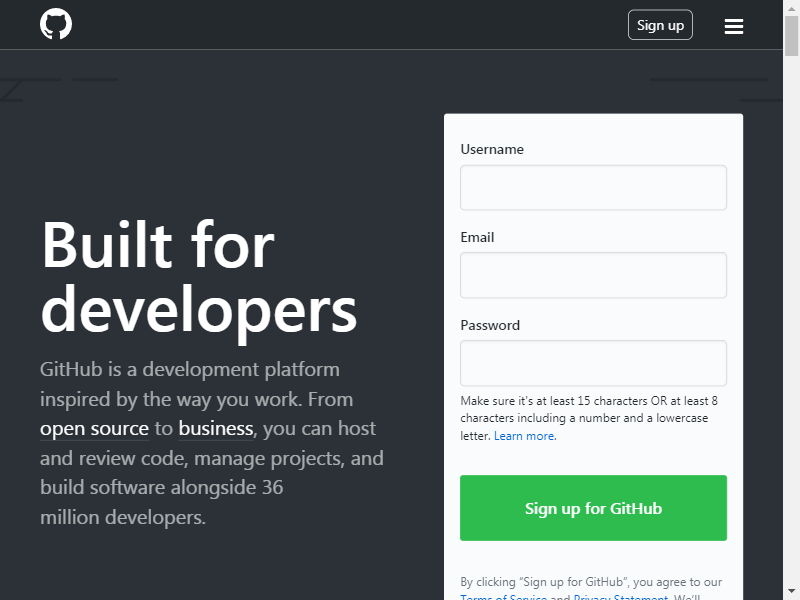 Sign up
Username
Built for
developers
GitHub is a development platform
inspired by the way you work. From
open source to business, you can host
and review code, manage projects, and
build software alongside 36
million developers.
Email
Password
Make sure it's at least 15 characters OR at least 8
characters including a number and a lowercase
letter. Learn more.
Sign up for GitHub
By clicking “Sign up for GitHub”, you agree to our
Terms of Service and Privacy Statement. We’ll